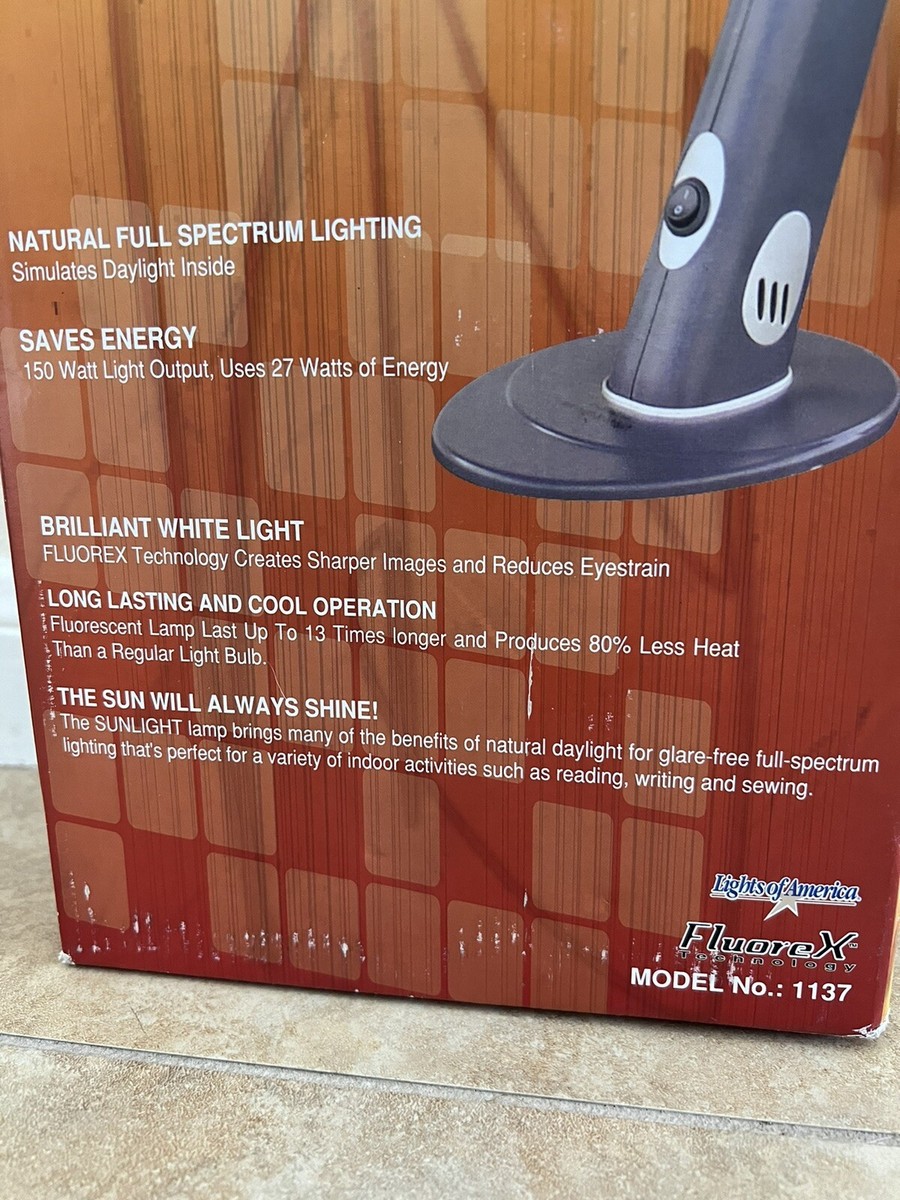 NATURAL FULL SPECTRUM LIGHTING
Simulates Daylight Inside
SAVES ENERGY
150 Watt Light Output, Uses 27 Watts of Energy
BRILLIANT WHITE LIGHT
FLUOREX Technology Creates Sharper Images and Reduces Eyestrain
LONG LASTING AND COOL OPERATION
Fluorescent Lamp Last Up To 13 Times longer and Produces 80% Less Heat
Than a Regular Light Bulb.
THE SUN WILL ALWAYS SHINE!
The SUNLIGHT lamp brings many of the benefits of natural daylight for glare-free full-spectrum
lighting that's perfect for a variety of indoor activities such as reading, writing and sewing.
Lights of America
FluoreX™
Technology
MODEL No.: 1137